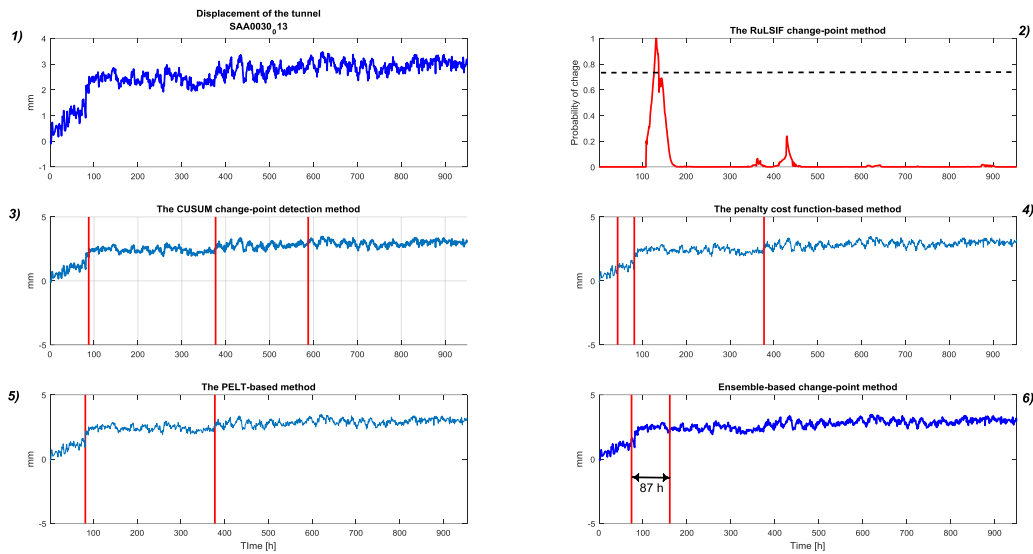 1)
Displacement of the tunnel
SAA0030_013
mm
4
3
2
1
0
-1
0 100 200 300 400 500 600 700 800 900
2)
The RuLSIF change-point method
Probability of chage
1
0.8
0.6
0.4
0.2
0
100 200 300 400 500 600 700 800 900
3)
The CUSUM change-point detection method
mm
5
0
-5
0 100 200 300 400 500 600 700 800 900
4)
The penalty cost function-based method
mm
5
0
-5
100 200 300 400 500 600 700 800 900
5)
The PELT-based method
mm
5
0
-5
100 200 300 400 500 600 700 800 900
TIme [h]
6)
Ensemble-based change-point method
mm
5
0
-5
87 h
100 200 300 400 500 600 700 800 900
Time [h]